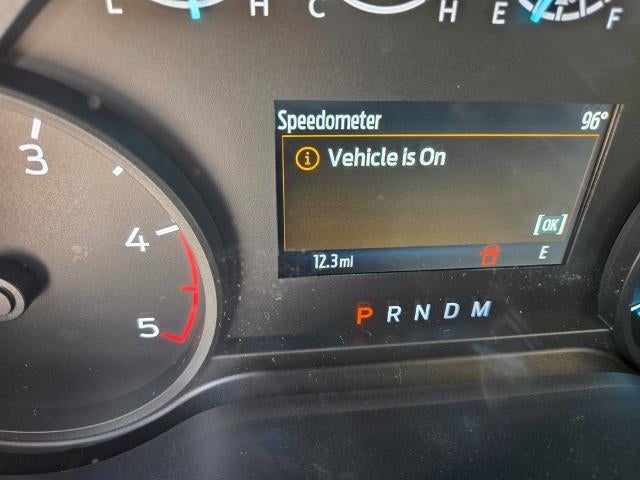 L H C H E F
Speedometer 96°
3
Vehicle is On
4
[OK]
12.3 mi E
P R N D M
5